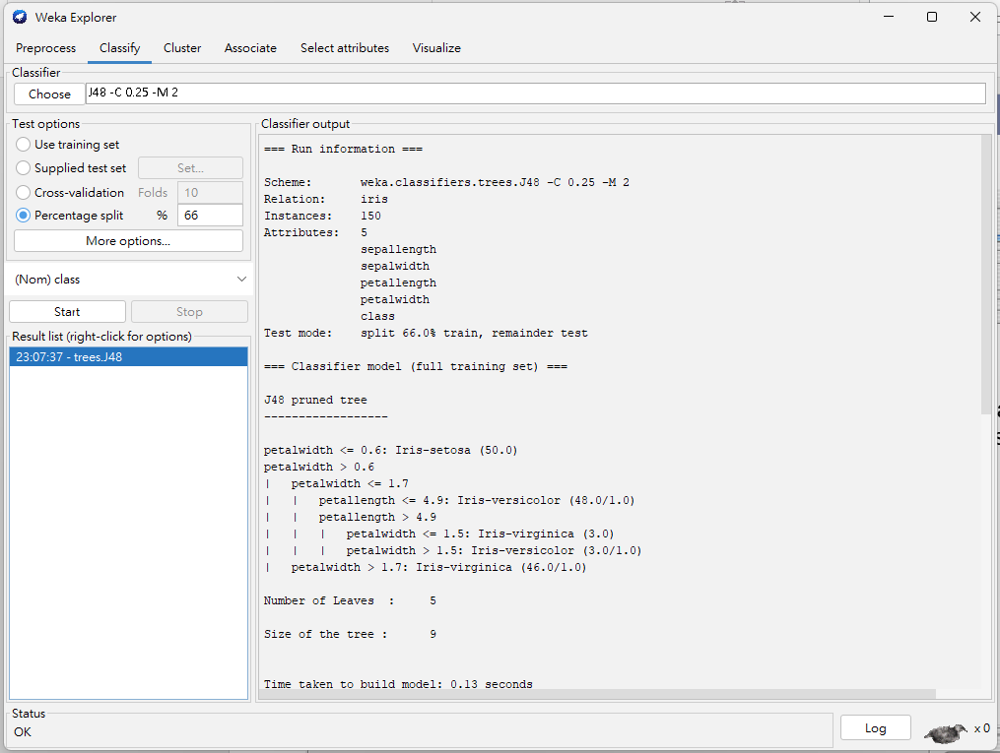 Weka Explorer
Preprocess Classify Cluster Associate Select attributes Visualize
Classifier
Choose J48 -C 0.25 -M 2
Test options
Use training set
Supplied test set Set...
Cross-validation Folds 10
Percentage split % 66
More options...
(Nom) class
Start Stop
Result list (right-click for options)
23:07:37 - trees.J48
Classifier output
=== Run information ===
Scheme: weka.classifiers.trees.J48 -C 0.25 -M 2
Relation: iris
Instances: 150
Attributes: 5
sepallength
sepalwidth
petallength
petalwidth
class
Test mode: split 66.0% train, remainder test
=== Classifier model (full training set) ===
J48 pruned tree
------------------
petalwidth <= 0.6: Iris-setosa (50.0)
petalwidth > 0.6
|   petalwidth <= 1.7
|   |   petallength <= 4.9: Iris-versicolor (48.0/1.0)
|   |   petallength > 4.9
|   |   |   petalwidth <= 1.5: Iris-virginica (3.0)
|   |   |   petalwidth > 1.5: Iris-versicolor (3.0/1.0)
|   petalwidth > 1.7: Iris-virginica (46.0/1.0)
Number of Leaves  : 5
Size of the tree : 9
Time taken to build model: 0.13 seconds
Status
OK
Log
x 0